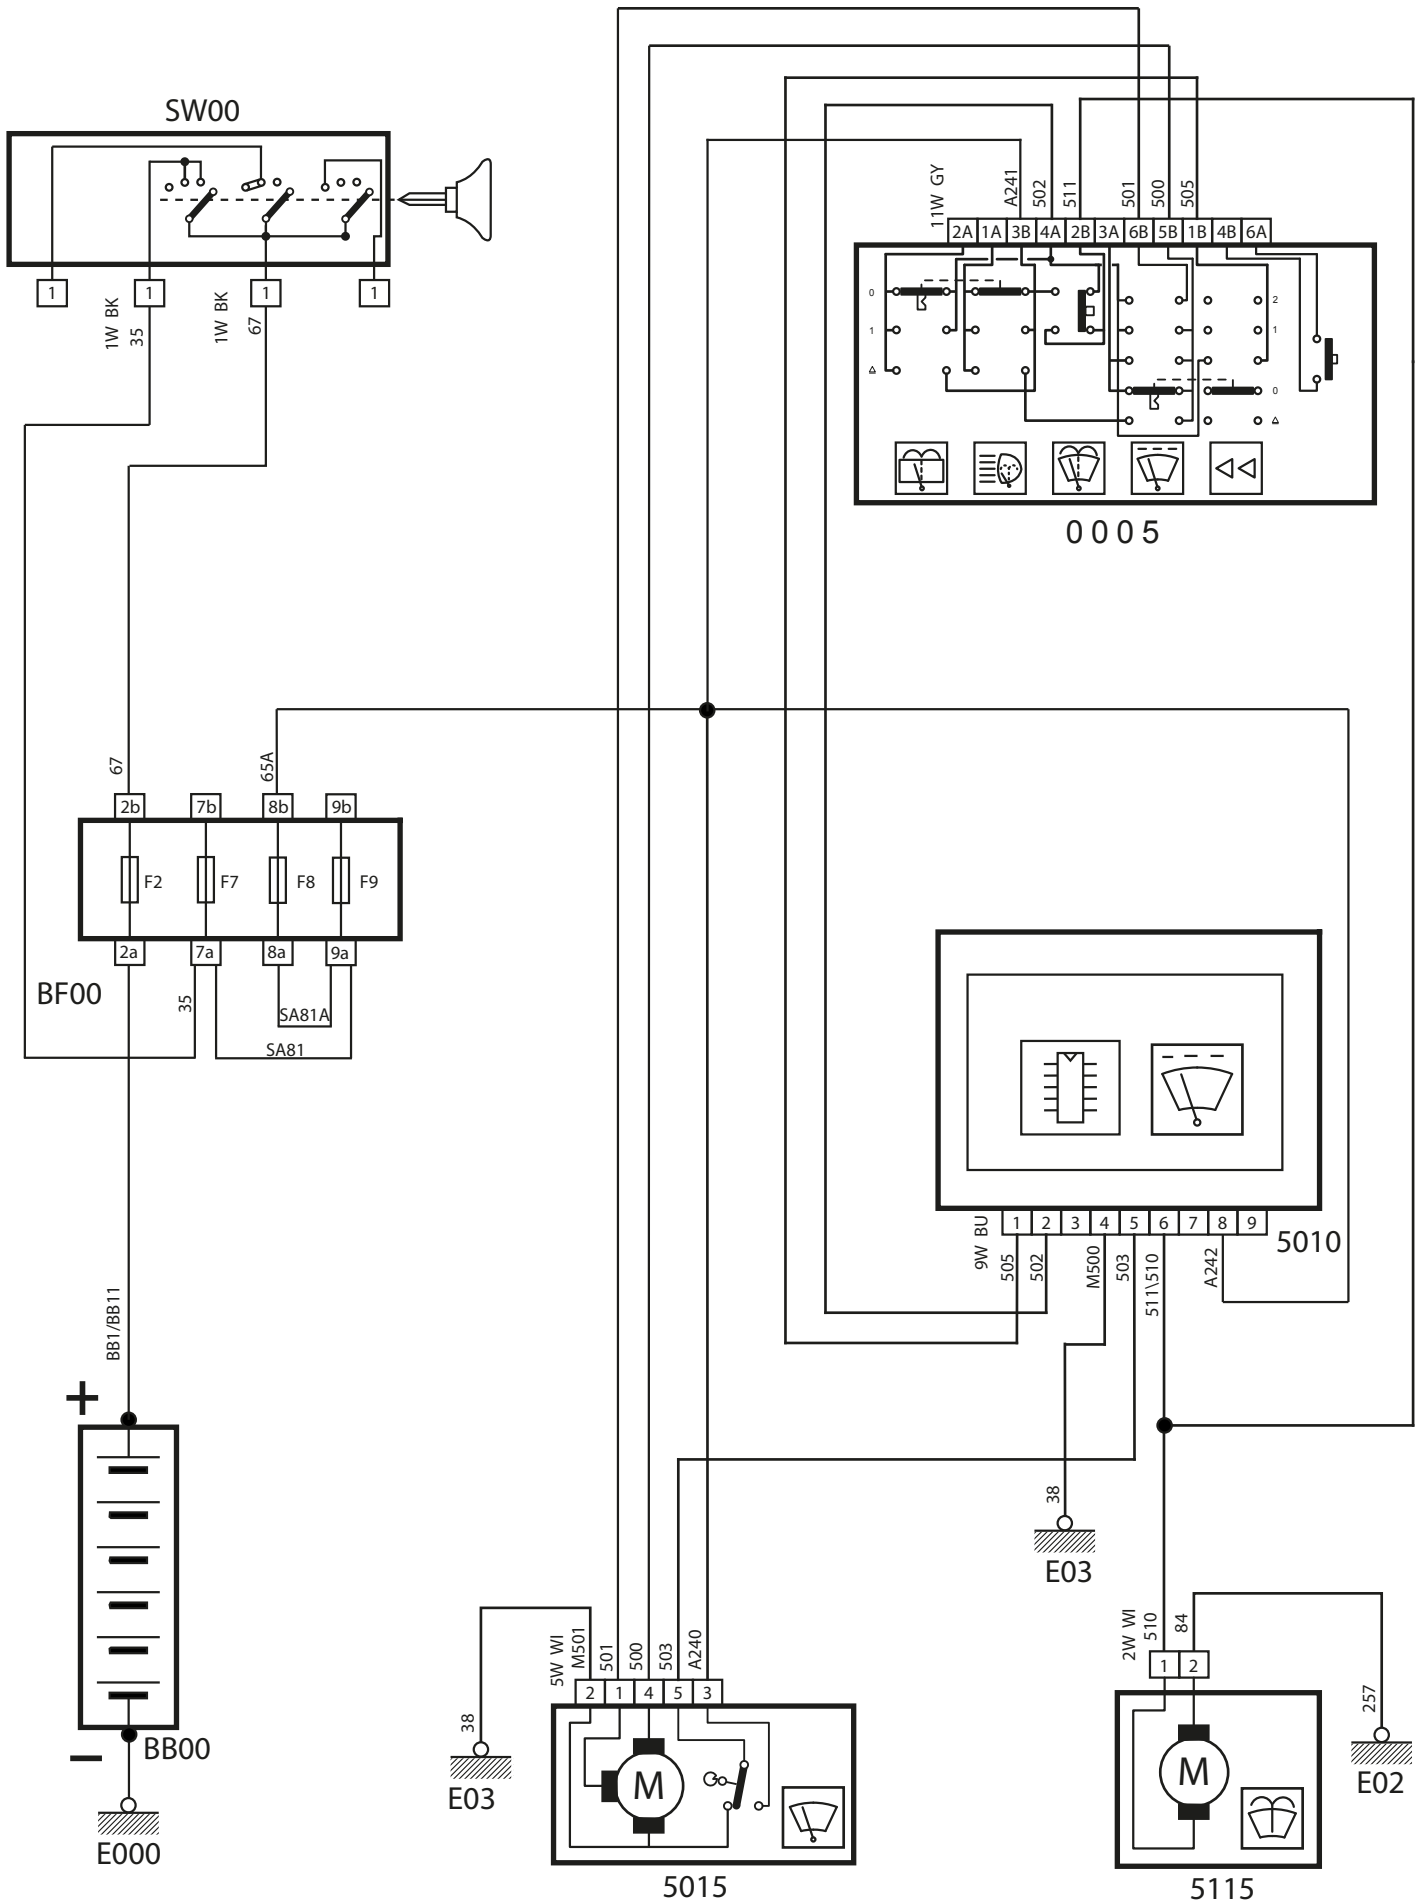 SW00
1
1
1
1
1W BK
35
1W BK
67
11W GY
A241
502
511
501
500
505
2A 1A 3B 4A 2B 3A 6B 5B 1B 4B 6A
0
1
2
1
0
0005
67
65A
2b 7b 8b 9b
F2 F7 F8 F9
2a 7a 8a 9a
BF00
35
SA81A
SA81
BB1/BB11
+
−
BB00
E000
1 2 3 4 5 6 7 8 9
5010
9W BU
505
502
M500
503
511\510
A242
38
E03
5W WI
M501
501
500
503
A240
2 1 4 5 3
38
E03
M
5015
2W WI
510
84
1 2
257
E02
M
5115